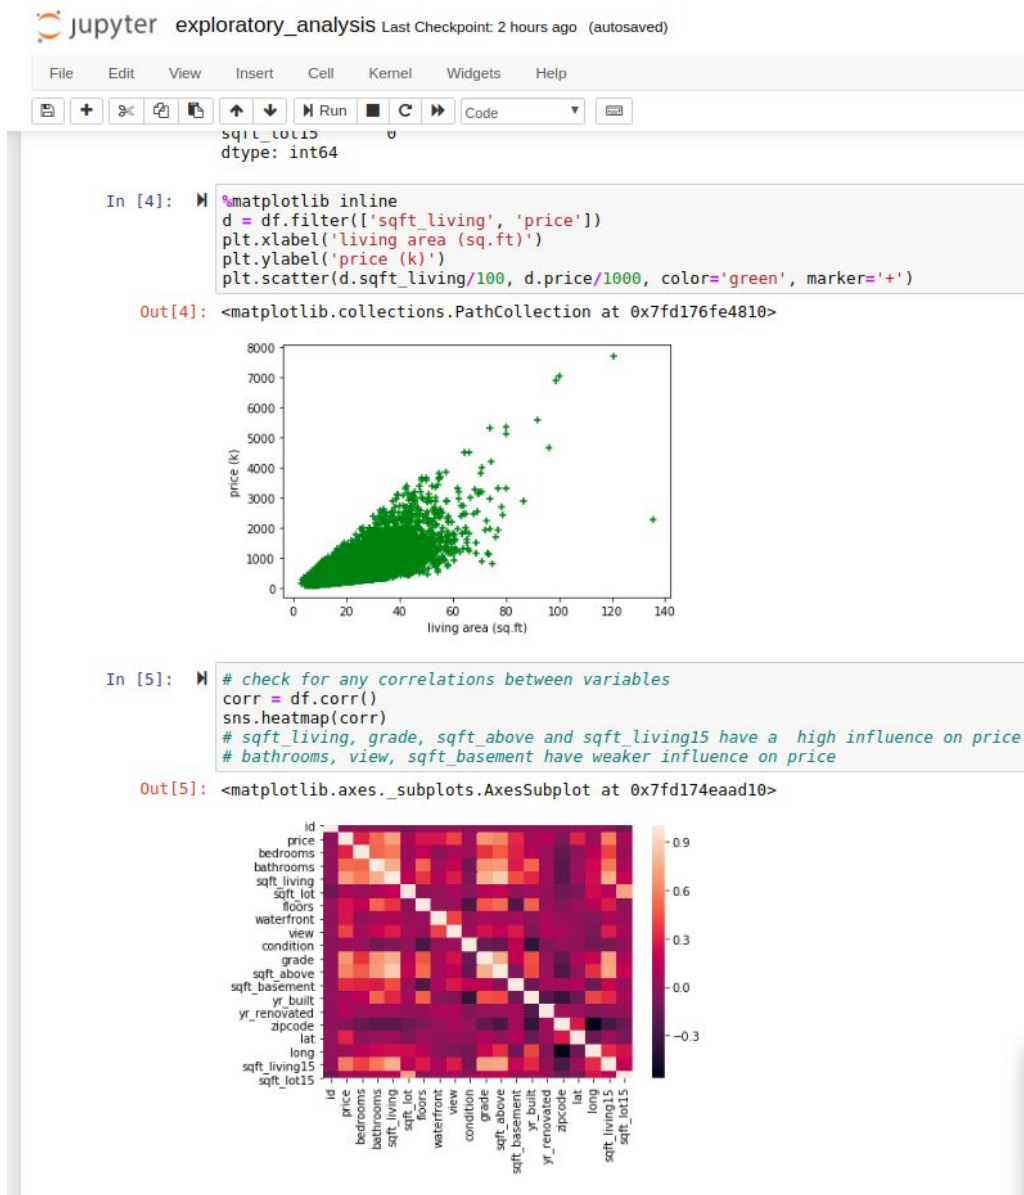 jupyter exploratory_analysis Last Checkpoint: 2 hours ago (autosaved)
File Edit View Insert Cell Kernel Widgets Help
Run Code
sqft_lot15 0
dtype: int64
In [4]: %matplotlib inline
d = df.filter(['sqft_living', 'price'])
plt.xlabel('living area (sq.ft)')
plt.ylabel('price (k)')
plt.scatter(d.sqft_living/100, d.price/1000, color='green', marker='+')
Out[4]: <matplotlib.collections.PathCollection at 0x7fd176fe4810>
8000
7000
6000
5000
4000
3000
2000
1000
0
price (k)
0 20 40 60 80 100 120 140
living area (sq.ft)
In [5]: # check for any correlations between variables
corr = df.corr()
sns.heatmap(corr)
# sqft_living, grade, sqft_above and sqft_living15 have a  high influence on price
# bathrooms, view, sqft_basement have weaker influence on price
Out[5]: <matplotlib.axes._subplots.AxesSubplot at 0x7fd174eaad10>
id
price
bedrooms
bathrooms
sqft_living
sqft_lot
floors
waterfront
view
condition
grade
sqft_above
sqft_basement
yr_built
yr_renovated
zipcode
lat
long
sqft_living15
sqft_lot15
0.9
0.6
0.3
0.0
−0.3
id
price
bedrooms
bathrooms
sqft_living
sqft_lot
floors
waterfront
view
condition
grade
sqft_above
sqft_basement
yr_built
yr_renovated
zipcode
lat
long
sqft_living15
sqft_lot15